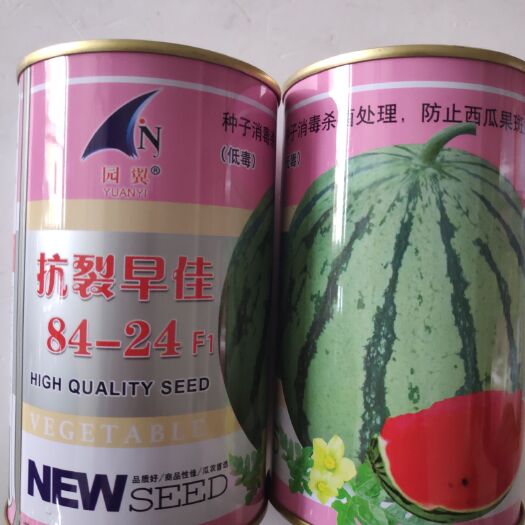 N
园翼®
YUANYI
种子消毒杀
(低毒)
抗裂早佳
84-24 F1
HIGH QUALITY SEED
VEGETABLE
NEW SEED
品质好/商品性佳/瓜农首选
子消毒杀菌处理,防止西瓜果斑
低毒)